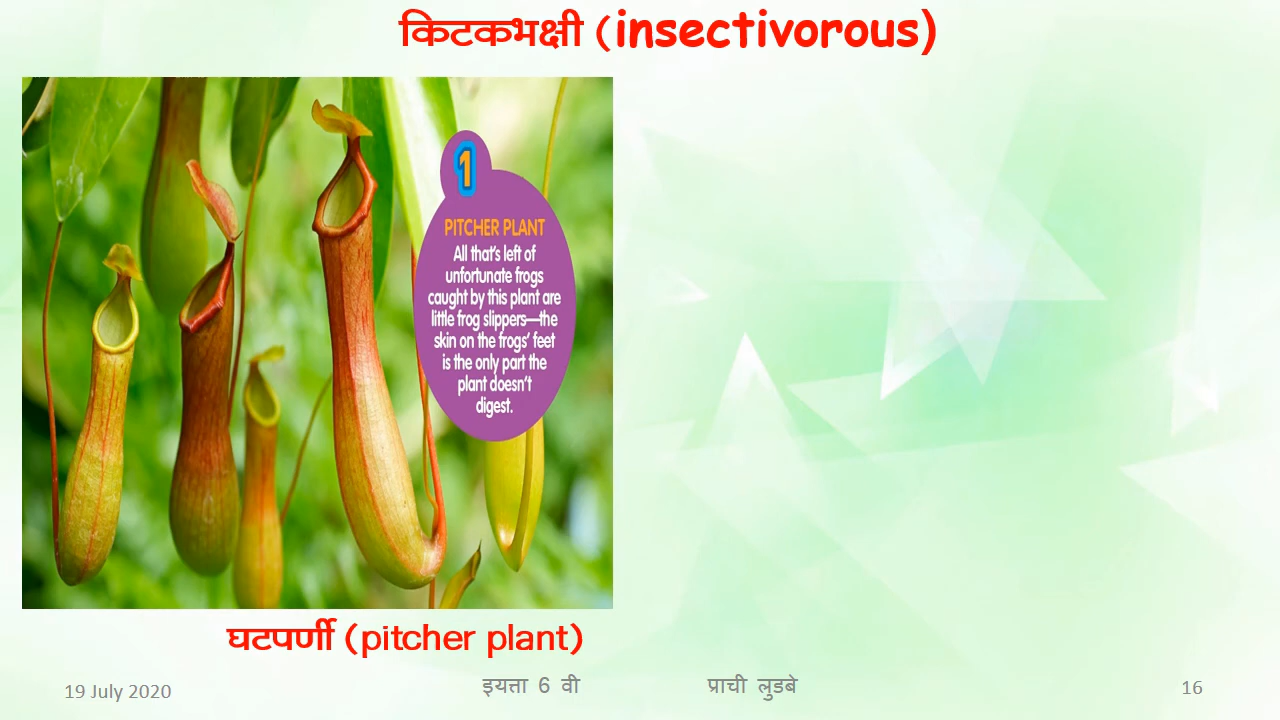 किटकभक्षी (insectivorous)
1
PITCHER PLANT
All that's left of
unfortunate frogs
caught by this plant are
little frog slippers—the
skin on the frogs' feet
is the only part the
plant doesn't
digest.
घटपर्णी (pitcher plant)
19 July 2020 इयत्ता 6 वी प्राची लुडबे 16